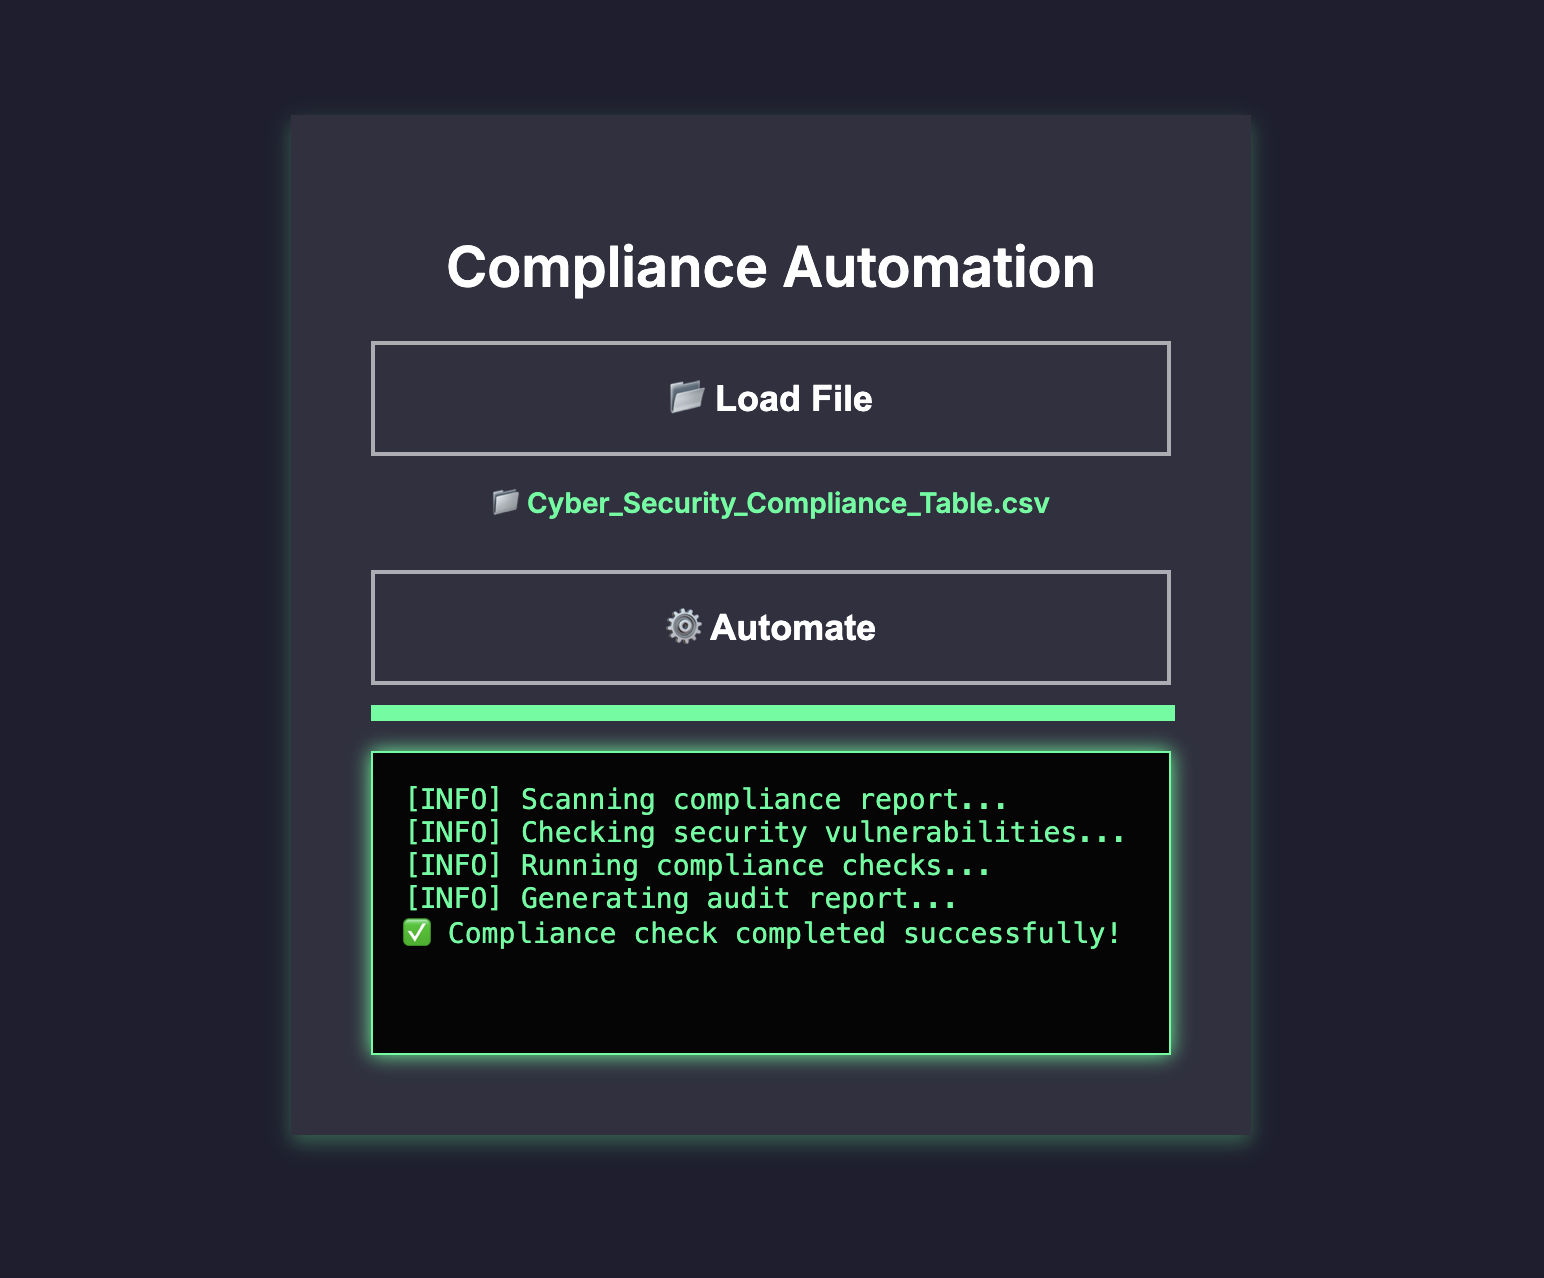 Compliance Automation
📂 Load File
📁 Cyber_Security_Compliance_Table.csv
⚙️ Automate
[INFO] Scanning compliance report...
[INFO] Checking security vulnerabilities...
[INFO] Running compliance checks...
[INFO] Generating audit report...
✅ Compliance check completed successfully!